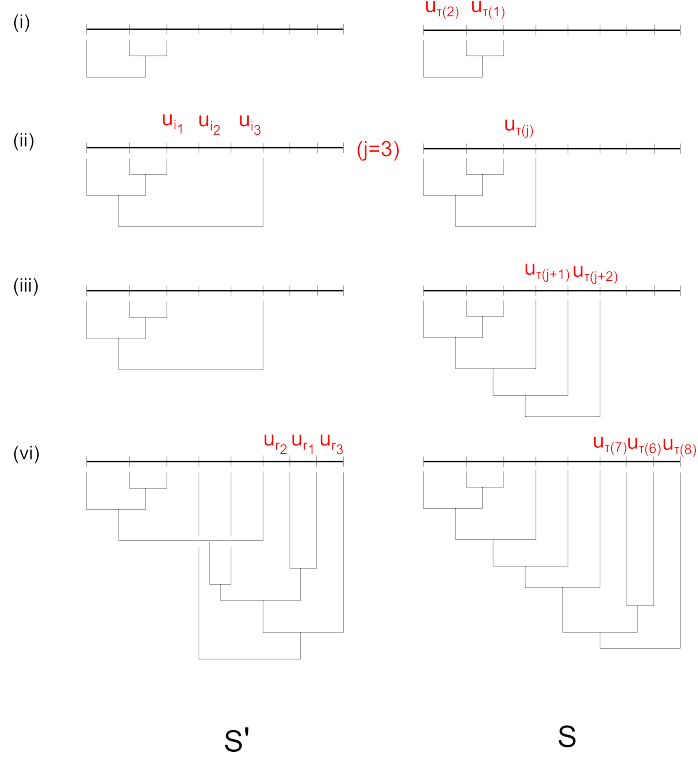 (i) u_τ(2) u_τ(1)
(ii) u_i₁ u_i₂ u_i₃ (j=3) u_τ(j)
(iii) u_τ(j+1) u_τ(j+2)
(vi) u_r₂ u_r₁ u_r₃ u_τ(7) u_τ(6) u_τ(8)
S' S